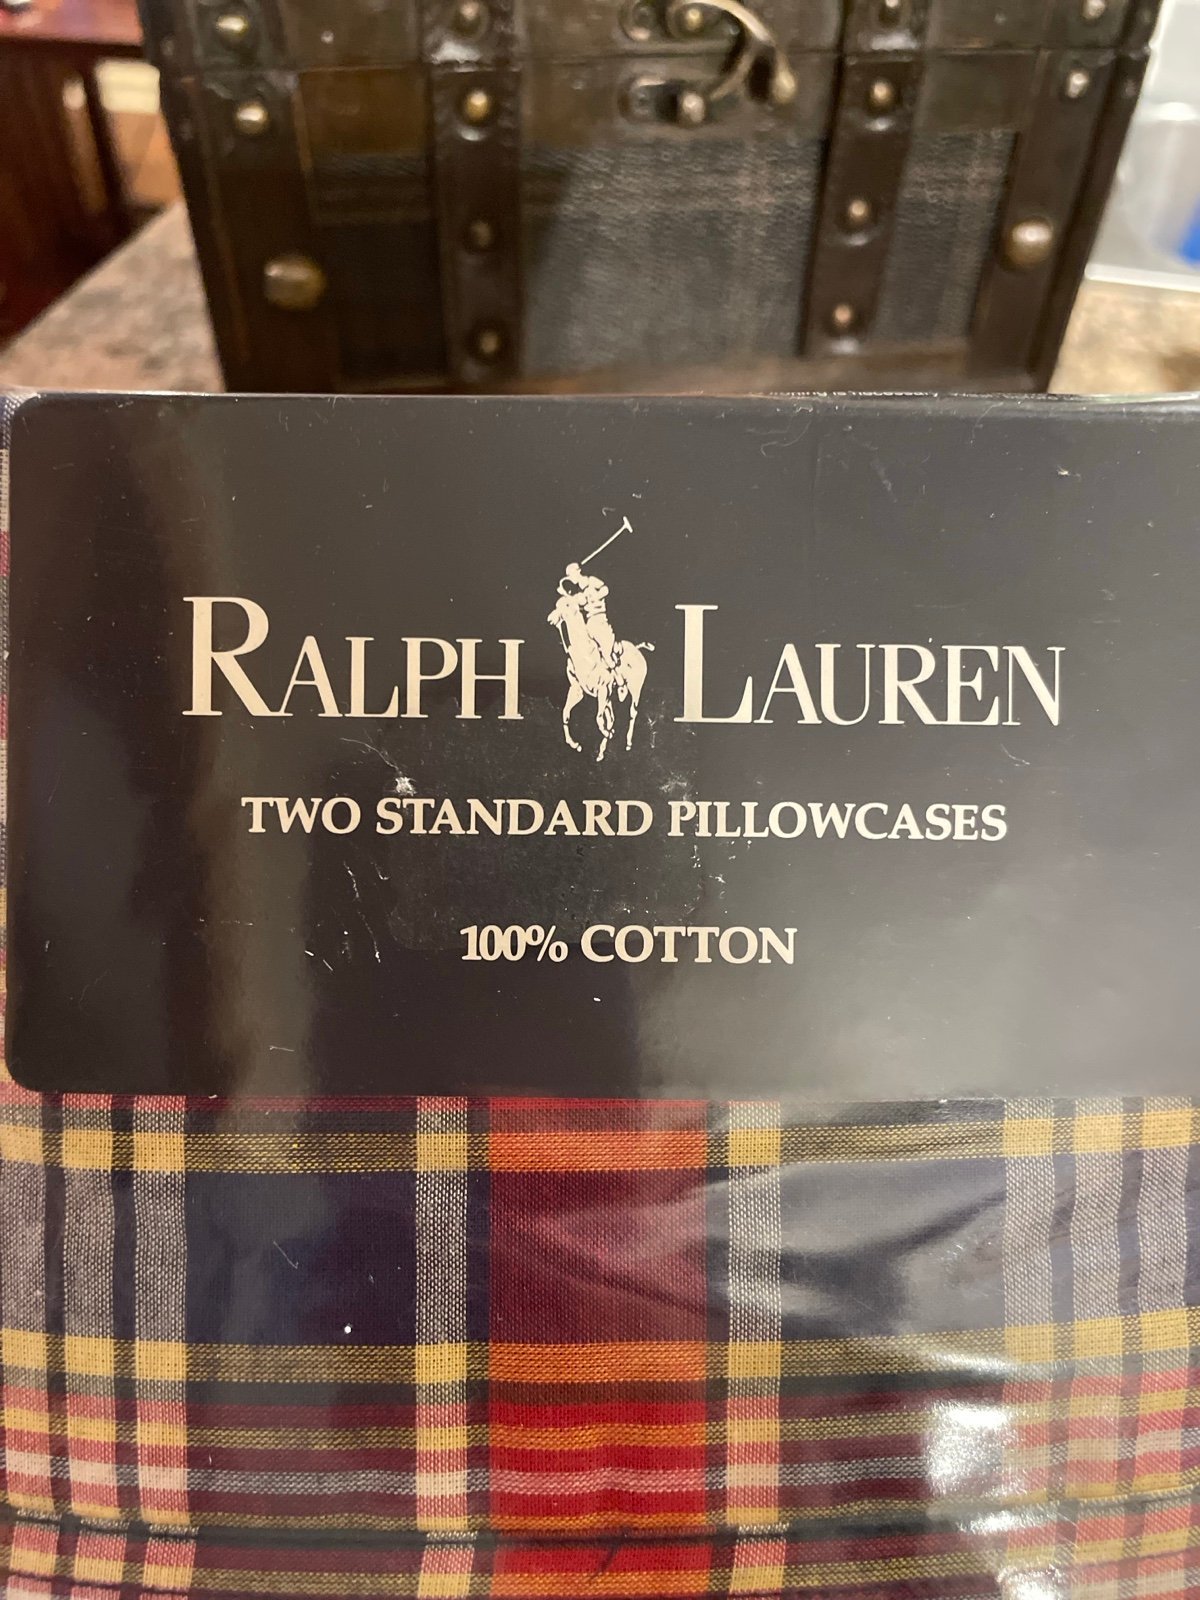 RALPH LAUREN
TWO STANDARD PILLOWCASES
100% COTTON